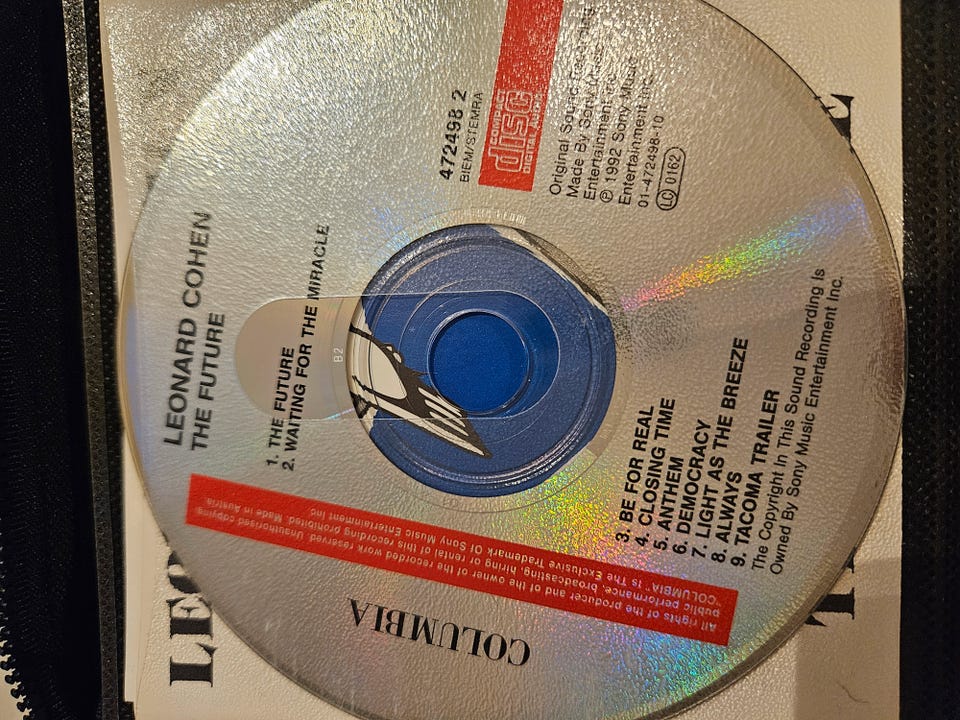 LEONARD COHEN
THE FUTURE
1. THE FUTURE
2. WAITING FOR THE MIRACLE
B2
472498 2
BIEM/STEMRA
COMPACT
disc
DIGITAL AUDIO
Original Sound Recording
Made By Sony Music
Entertainment Inc.
℗ 1992 Sony Music
Entertainment Inc.
01-472498-10
LC 0162
3. BE FOR REAL
4. CLOSING TIME
5. ANTHEM
6. DEMOCRACY
7. LIGHT AS THE BREEZE
8. ALWAYS
9. TACOMA TRAILER
The Copyright In This Sound Recording Is
Owned By Sony Music Entertainment Inc.
All rights of the producer and of the owner of the recorded work reserved. Unauthorised copying,
public performance, broadcasting, hiring, or rental of this recording prohibited. Made in Austria.
"COLUMBIA" Is The Exclusive Trademark Of Sony Music Entertainment Inc
COLUMBIA